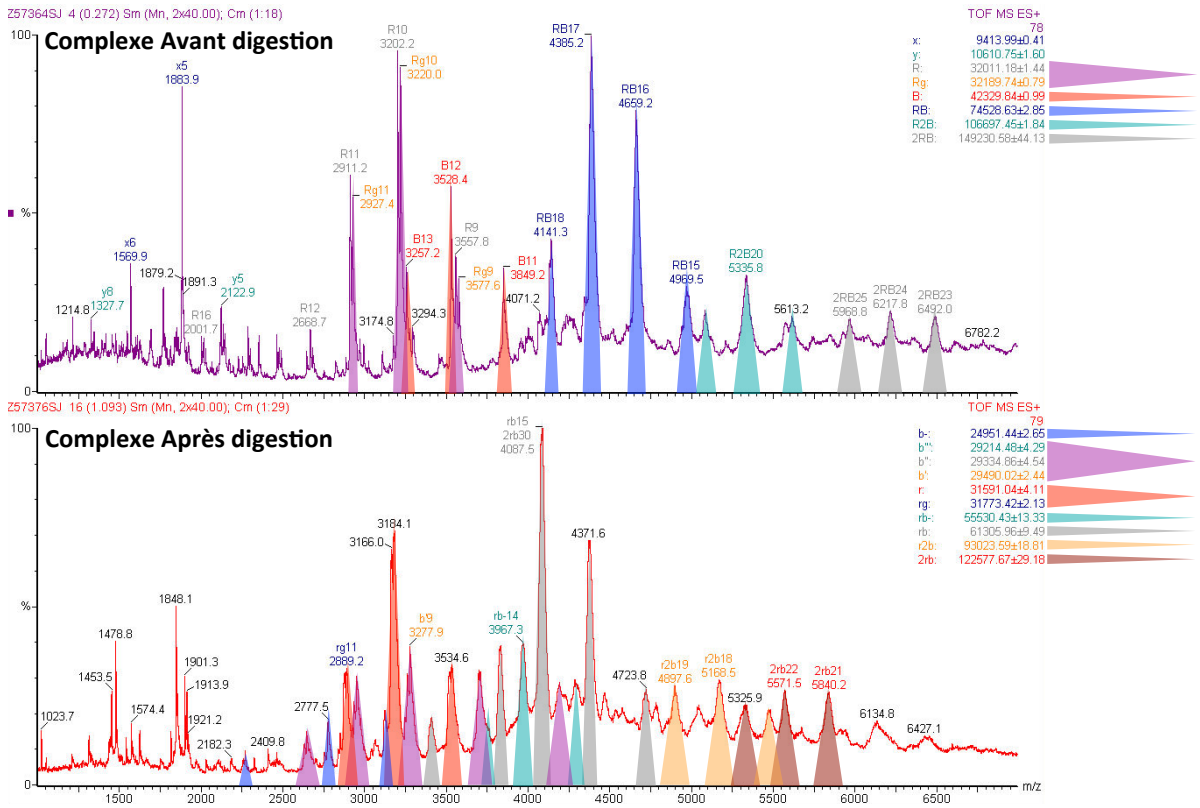 Z57364SJ 4 (0.272) Sm (Mn, 2x40.00); Cm (1:18)
TOF MS ES+
78
Complexe Avant digestion
100
%
0
x: 9413.99±0.41
y: 10610.75±1.60
R: 32011.18±1.44
Rg: 32189.74±0.79
B: 42329.84±0.99
RB: 74528.63±2.85
R2B: 106697.45±1.84
2RB: 149230.58±44.13
1214.8
y8
1327.7
x6
1569.9
x5
1883.9
1879.2
1891.3
R16
2001.7
y5
2122.9
R12
2668.7
R11
2911.2
Rg11
2927.4
3174.8
R10
3202.2
Rg10
3220.0
B13
3257.2
3294.3
B12
3528.4
R9
3557.8
Rg9
3577.6
B11
3849.2
4071.2
RB18
4141.3
RB17
4385.2
RB16
4659.2
RB15
4969.5
R2B20
5335.8
5613.2
2RB25
5968.8
2RB24
6217.8
2RB23
6492.0
6782.2
Z57376SJ 16 (1.093) Sm (Mn, 2x40.00); Cm (1:29)
TOF MS ES+
79
Complexe Après digestion
100
%
0
b-: 24951.44±2.65
b''': 29214.48±4.29
b'': 29334.86±4.54
b': 29490.02±2.44
r: 31591.04±4.11
rg: 31773.42±2.13
rb-: 55530.43±13.33
rb: 61305.96±9.49
r2b: 93023.59±18.81
2rb: 122577.67±29.18
1023.7
1453.5
1478.8
1574.4
1848.1
1901.3
1913.9
1921.2
2182.3
2409.8
2777.5
rg11
2889.2
3166.0
3184.1
b'9
3277.9
3534.6
rb-14
3967.3
rb15
2rb30
4087.5
4371.6
4723.8
r2b19
4897.6
r2b18
5168.5
5325.9
2rb22
5571.5
2rb21
5840.2
6134.8
6427.1
1500 2000 2500 3000 3500 4000 4500 5000 5500 6000 6500
m/z